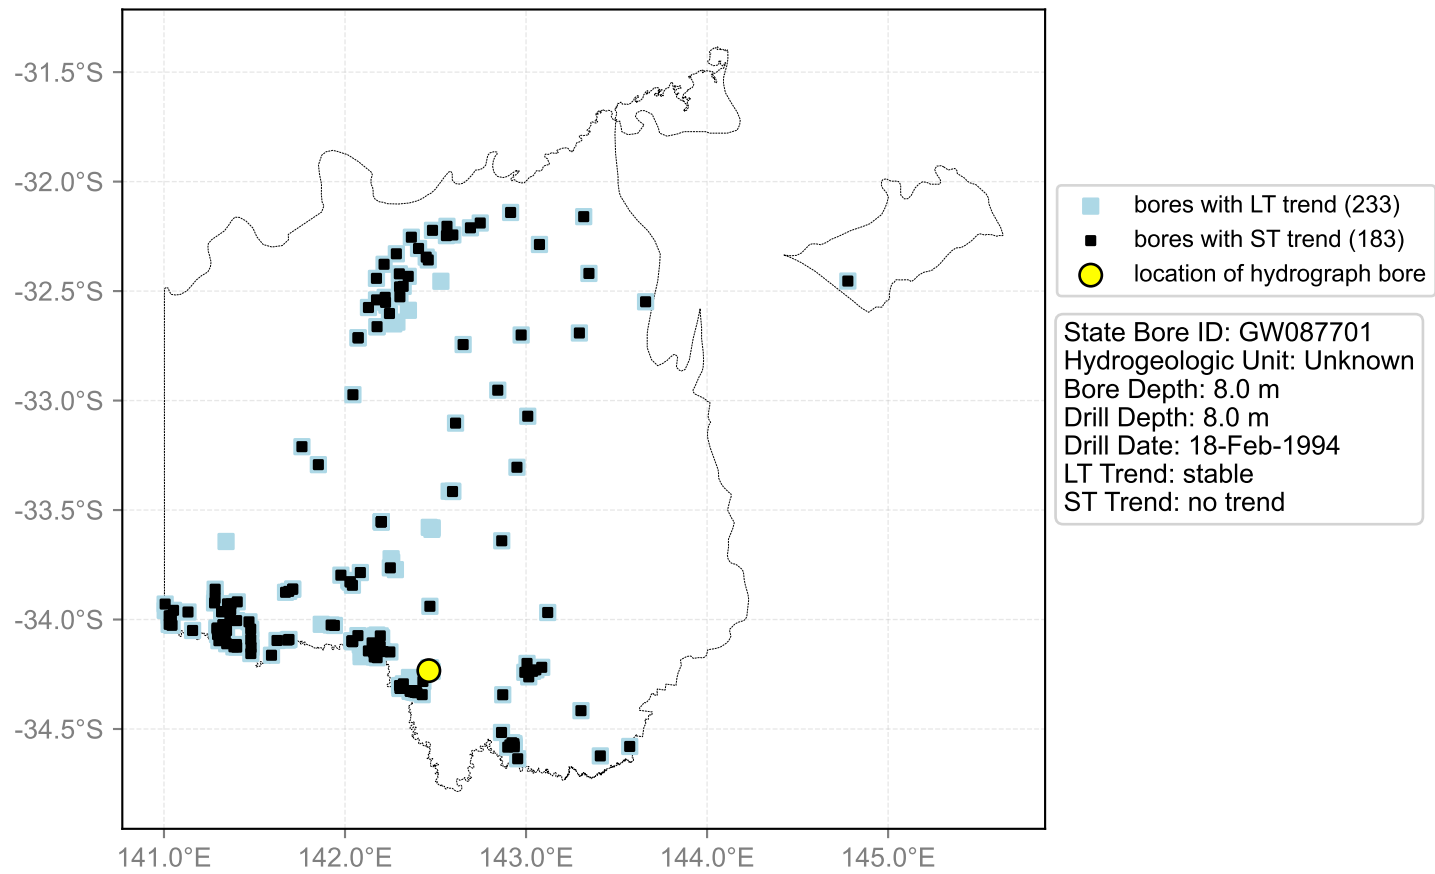 -31.5°S
-32.0°S
-32.5°S
-33.0°S
-33.5°S
-34.0°S
-34.5°S
141.0°E
142.0°E
143.0°E
144.0°E
145.0°E
bores with LT trend (233)
bores with ST trend (183)
location of hydrograph bore
State Bore ID: GW087701
Hydrogeologic Unit: Unknown
Bore Depth: 8.0 m
Drill Depth: 8.0 m
Drill Date: 18-Feb-1994
LT Trend: stable
ST Trend: no trend